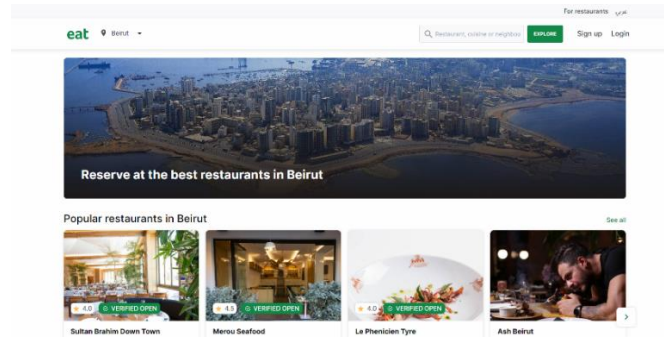 For restaurants عربي
eat Beirut Restaurant, cuisine or neighbou EXPLORE Sign up Login
Reserve at the best restaurants in Beirut
Popular restaurants in Beirut See all
4.0 VERIFIED OPEN 4.5 VERIFIED OPEN 4.0 VERIFIED OPEN
Sultan Brahim Down Town Merou Seafood Le Phenicien Tyre Ash Beirut